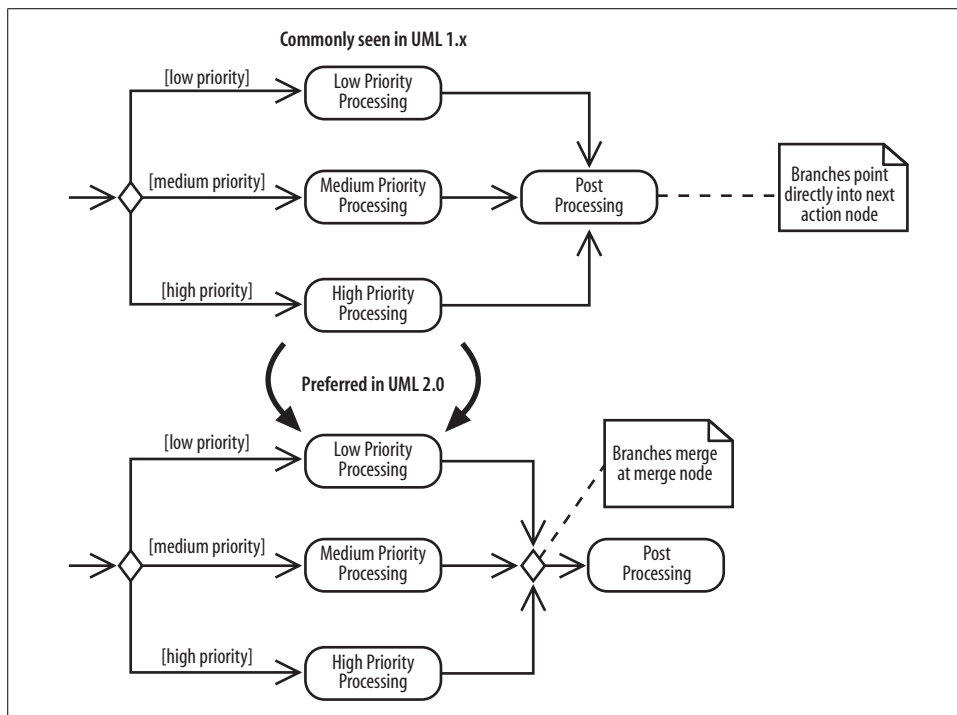 Commonly seen in UML 1.x
[low priority]
Low Priority
Processing
[medium priority]
Medium Priority
Processing
Post
Processing
Branches point
directly into next
action node
[high priority]
High Priority
Processing
Preferred in UML 2.0
[low priority]
Low Priority
Processing
Branches merge
at merge node
[medium priority]
Medium Priority
Processing
Post
Processing
[high priority]
High Priority
Processing